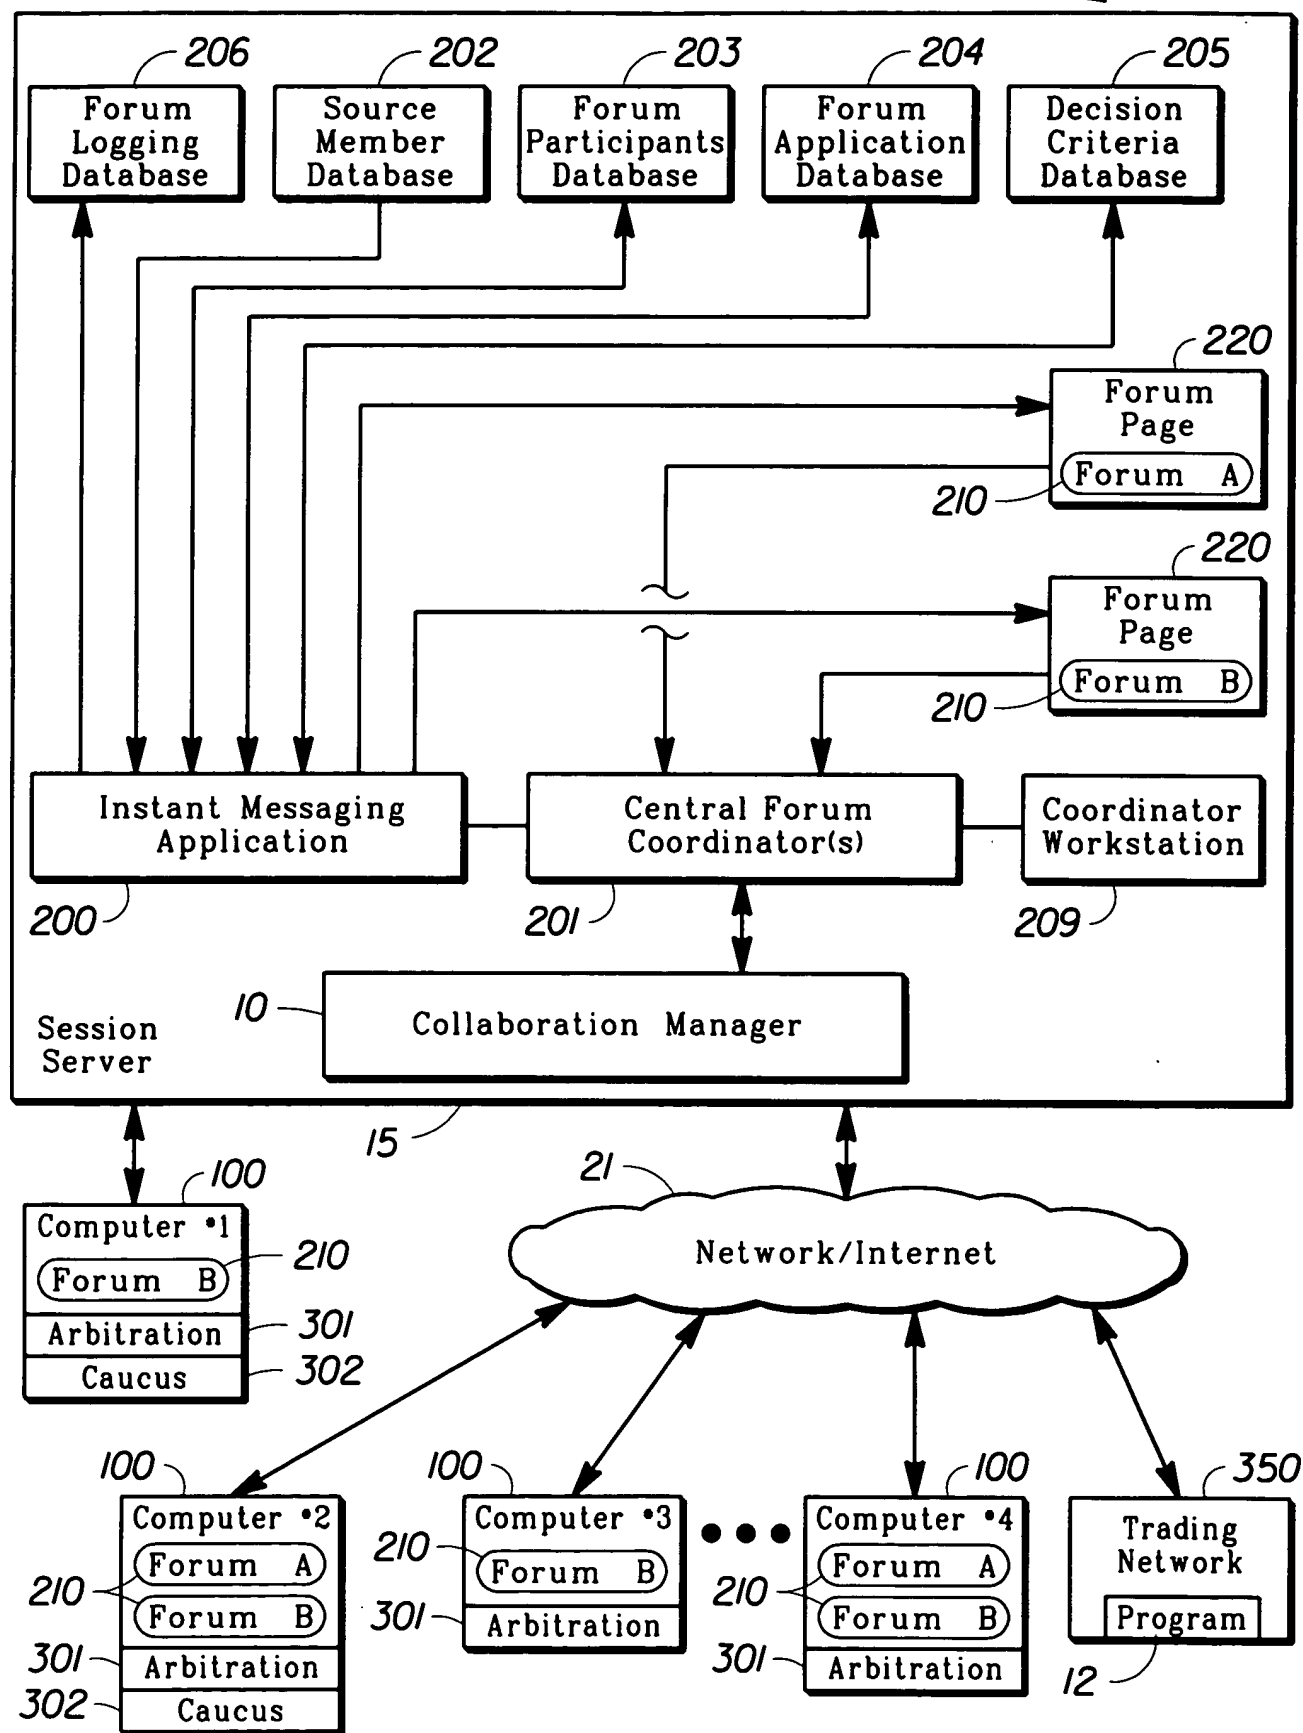 206
202
203
204
205
Forum
Logging
Database
Source
Member
Database
Forum
Participants
Database
Forum
Application
Database
Decision
Criteria
Database
220
Forum
Page
Forum A
210
220
Forum
Page
Forum B
210
Instant Messaging
Application
Central Forum
Coordinator(s)
Coordinator
Workstation
200
201
209
10
Collaboration Manager
Session
Server
15
100
21
Computer #1
Forum B
210
Arbitration
301
Caucus
302
Network/Internet
100
Computer #2
Forum A
Forum B
210
Arbitration
301
Caucus
302
100
Computer #3
210
Forum B
301
Arbitration
100
Computer #4
Forum A
210
Forum B
301
Arbitration
350
Trading
Network
Program
12